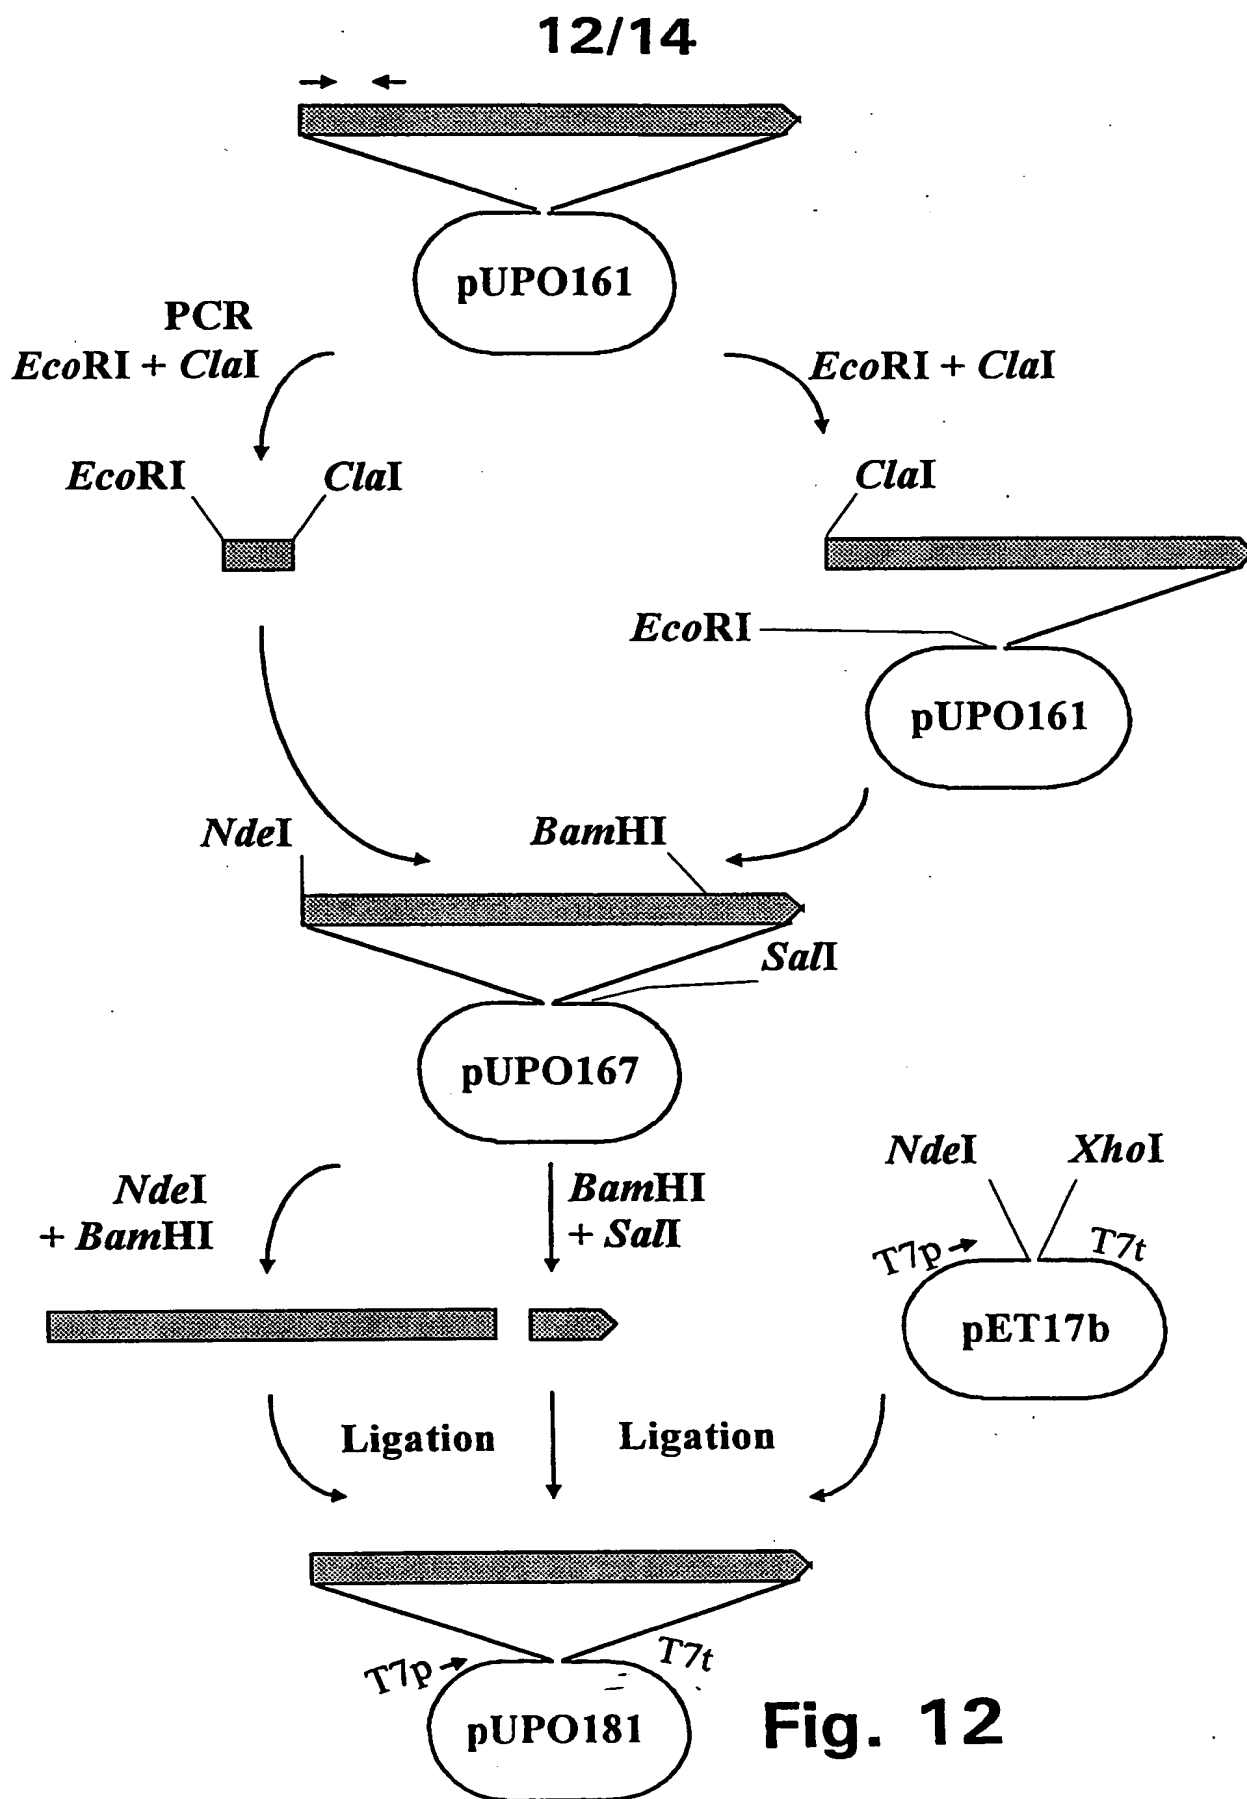 12/14
pUPO161
PCR
EcoRI + ClaI
EcoRI + ClaI
EcoRI
ClaI
ClaI
EcoRI
pUPO161
NdeI
BamHI
SalI
pUPO167
NdeI
+ BamHI
BamHI
+ SalI
NdeI
XhoI
T7p
T7t
pET17b
Ligation
Ligation
T7p
T7t
pUPO181
Fig. 12